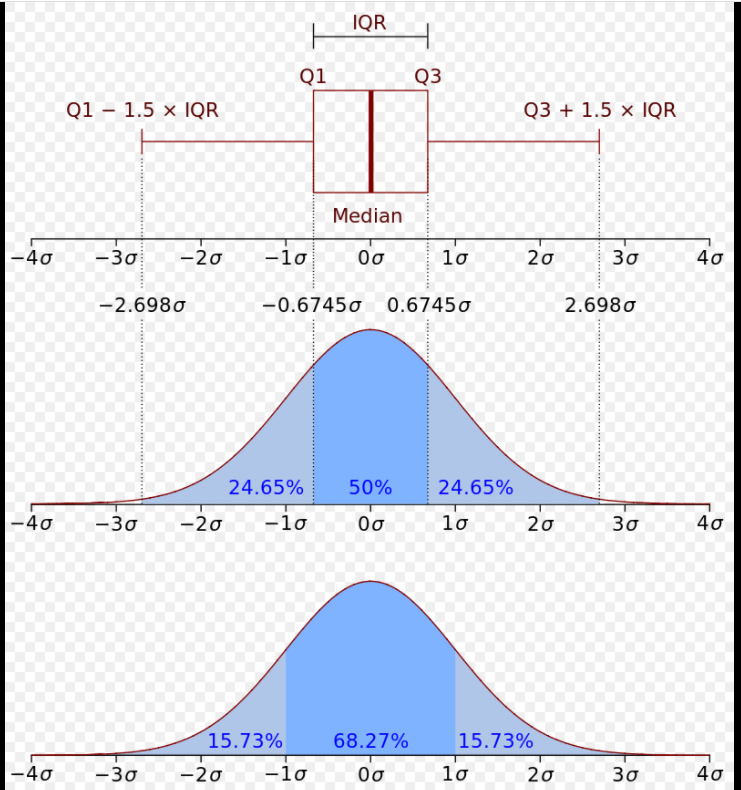 IQR
Q1 Q3
Q1 − 1.5 × IQR Q3 + 1.5 × IQR
Median
−4σ −3σ −2σ −1σ 0σ 1σ 2σ 3σ 4σ
−2.698σ −0.6745σ 0.6745σ 2.698σ
24.65% 50% 24.65%
−4σ −3σ −2σ −1σ 0σ 1σ 2σ 3σ 4σ
15.73% 68.27% 15.73%
−4σ −3σ −2σ −1σ 0σ 1σ 2σ 3σ 4σ